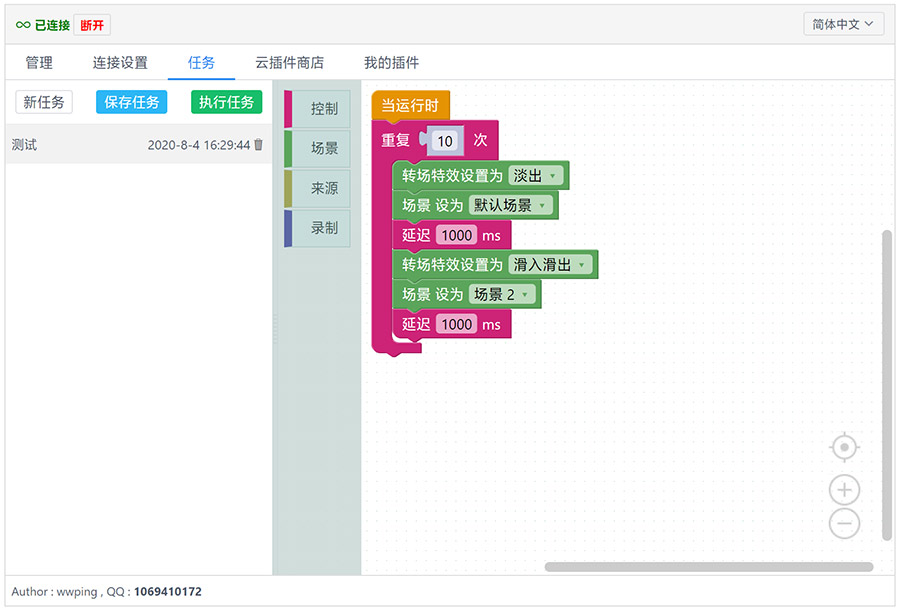 已连接 断开 简体中文
管理 连接设置 任务 云插件商店 我的插件
新任务 保存任务 执行任务
测试 2020-8-4 16:29:44
控制
场景
来源
录制
当运行时
重复 10 次
转场特效设置为 淡出
场景 设为 默认场景
延迟 1000 ms
转场特效设置为 滑入滑出
场景 设为 场景 2
延迟 1000 ms
Author : wwping , QQ : 1069410172